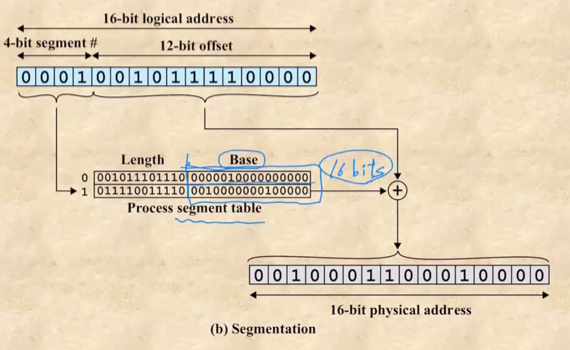 16-bit logical address
4-bit segment # 12-bit offset
0 0 0 1 0 0 1 0 1 1 1 1 0 0 0 0
Length Base 16 bits
0 001011101110 0000010000000000
1 011110011110 0010000000100000 +
Process segment table
0 0 1 0 0 0 1 1 0 0 0 1 0 0 0 0
16-bit physical address
(b) Segmentation